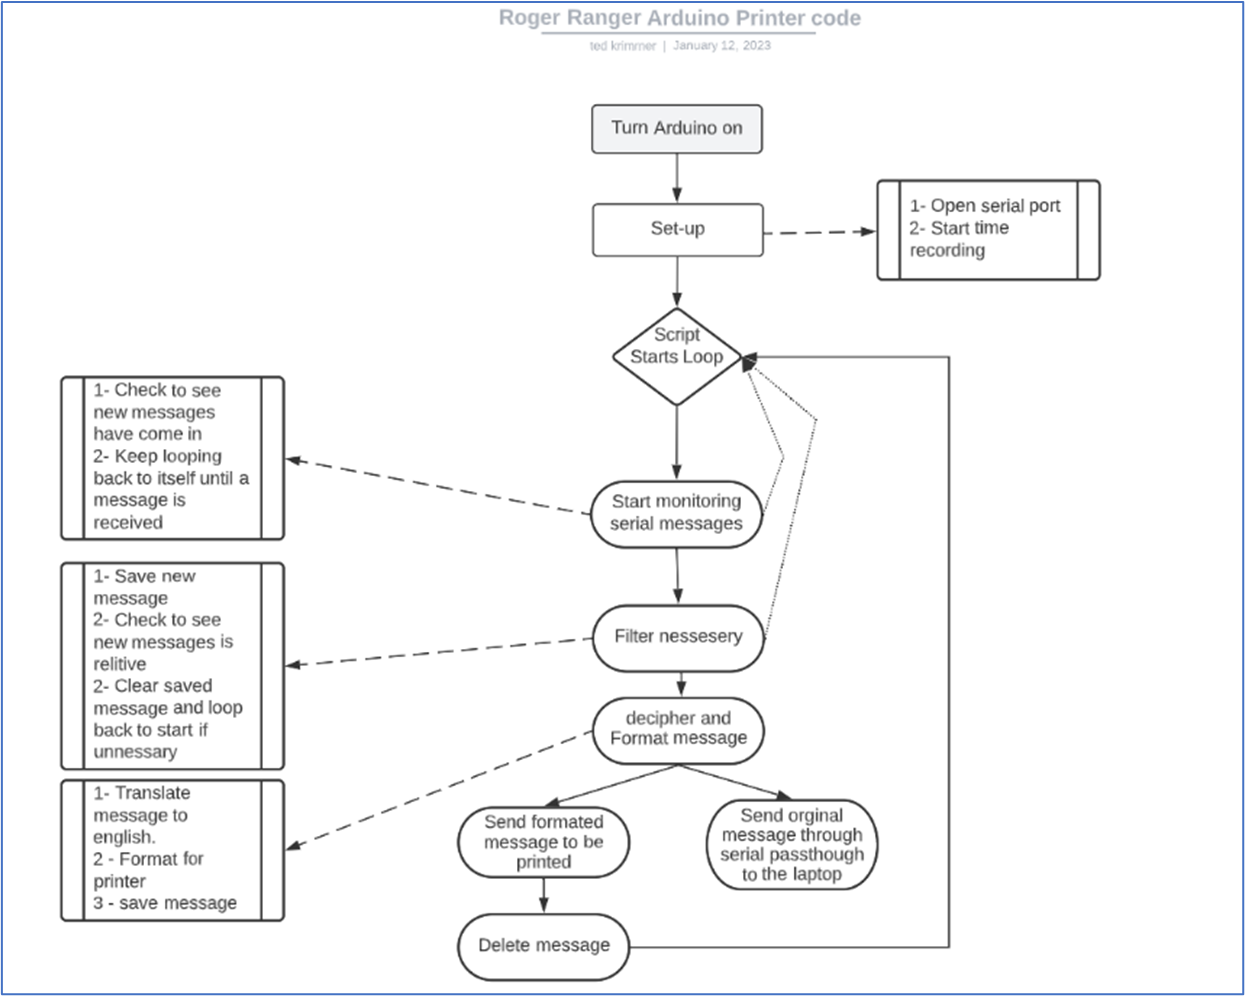 Roger Ranger Arduino Printer code
ted krimmer | January 12, 2023
Turn Arduino on
Set-up
1- Open serial port
2- Start time
recording
Script
Starts Loop
1- Check to see
new messages
have come in
2- Keep looping
back to itself until a
message is
received
Start monitoring
serial messages
1- Save new
message
2- Check to see
new messages is
relitive
2- Clear saved
message and loop
back to start if
unnessary
Filter nessesery
decipher and
Format message
1- Translate
message to
english.
2 - Format for
printer
3 - save message
Send formated
message to be
printed
Send orginal
message through
serial passthough
to the laptop
Delete message